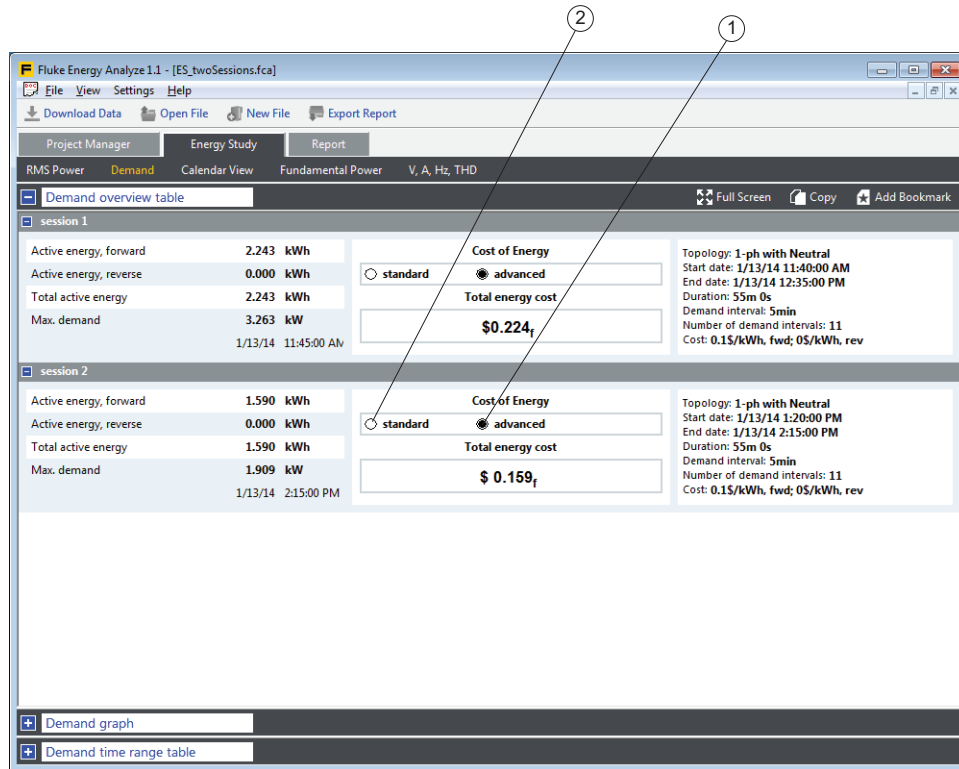 2
1
Fluke Energy Analyze 1.1 - [ES_twoSessions.fca]
File View Settings Help
Download Data Open File New File Export Report
Project Manager Energy Study Report
RMS Power Demand Calendar View Fundamental Power V, A, Hz, THD
Demand overview table Full Screen Copy Add Bookmark
session 1
Active energy, forward 2.243 kWh
Active energy, reverse 0.000 kWh
Total active energy 2.243 kWh
Max. demand 3.263 kW
1/13/14 11:45:00 AM
Cost of Energy
standard advanced
Total energy cost
$0.224f
Topology: 1-ph with Neutral
Start date: 1/13/14 11:40:00 AM
End date: 1/13/14 12:35:00 PM
Duration: 55m 0s
Demand interval: 5min
Number of demand intervals: 11
Cost: 0.1$/kWh, fwd; 0$/kWh, rev
session 2
Active energy, forward 1.590 kWh
Active energy, reverse 0.000 kWh
Total active energy 1.590 kWh
Max. demand 1.909 kW
1/13/14 2:15:00 PM
Cost of Energy
standard advanced
Total energy cost
$ 0.159f
Topology: 1-ph with Neutral
Start date: 1/13/14 1:20:00 PM
End date: 1/13/14 2:15:00 PM
Duration: 55m 0s
Demand interval: 5min
Number of demand intervals: 11
Cost: 0.1$/kWh, fwd; 0$/kWh, rev
Demand graph
Demand time range table